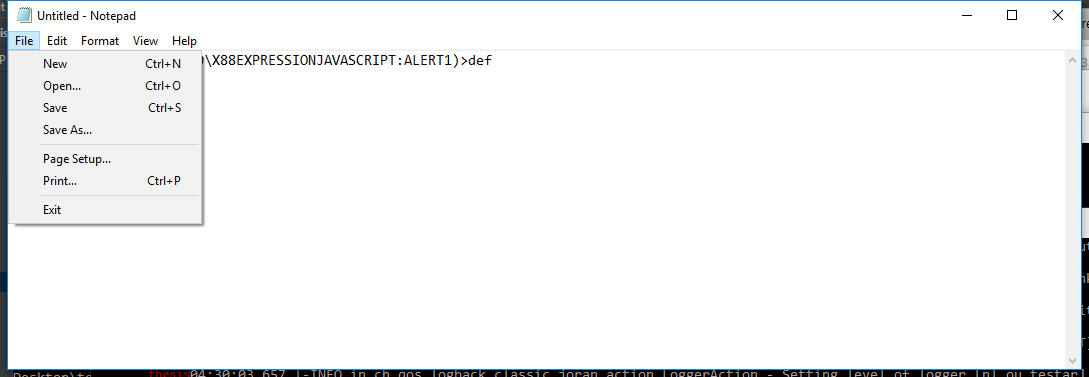 Untitled - Notepad
File Edit Format View Help
\X88EXPRESSIONJAVASCRIPT:ALERT1)>def
New Ctrl+N
Open... Ctrl+O
Save Ctrl+S
Save As...
Page Setup...
Print... Ctrl+P
Exit
Desktop\ts thesis04:30:03,657 |-INFO in ch.qos.logback.classic.joran.action.LoggerAction - Setting level of logger [nl.ou.testar